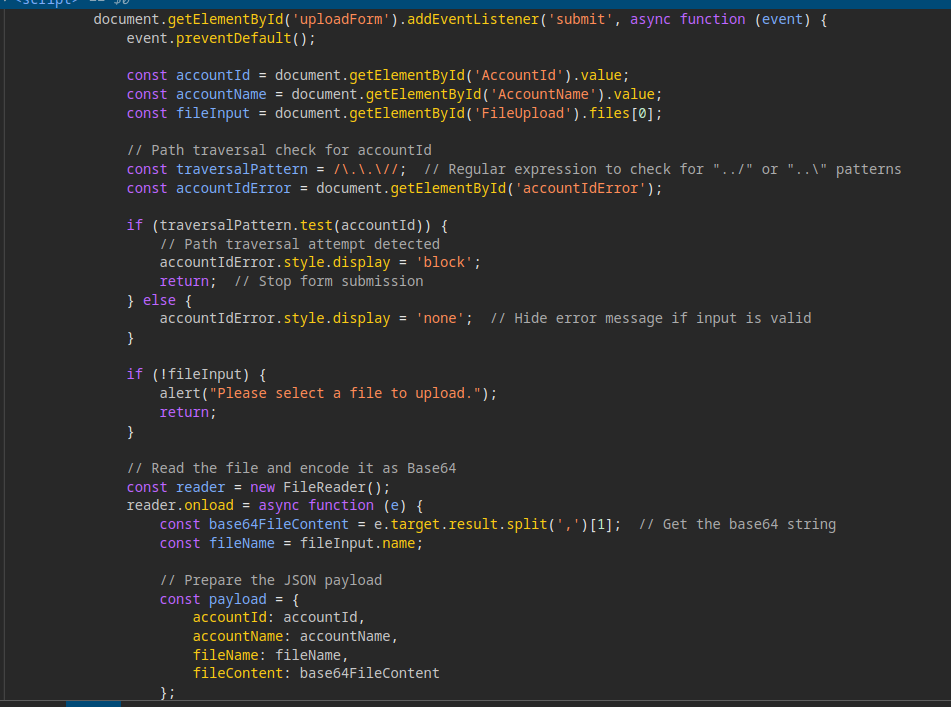 <script> == $0
document.getElementById('uploadForm').addEventListener('submit', async function (event) {
event.preventDefault();
const accountId = document.getElementById('AccountId').value;
const accountName = document.getElementById('AccountName').value;
const fileInput = document.getElementById('FileUpload').files[0];
// Path traversal check for accountId
const traversalPattern = /\.\.\//; // Regular expression to check for "../" or "..\" patterns
const accountIdError = document.getElementById('accountIdError');
if (traversalPattern.test(accountId)) {
// Path traversal attempt detected
accountIdError.style.display = 'block';
return; // Stop form submission
} else {
accountIdError.style.display = 'none'; // Hide error message if input is valid
}
if (!fileInput) {
alert("Please select a file to upload.");
return;
}
// Read the file and encode it as Base64
const reader = new FileReader();
reader.onload = async function (e) {
const base64FileContent = e.target.result.split(',')[1]; // Get the base64 string
const fileName = fileInput.name;
// Prepare the JSON payload
const payload = {
accountId: accountId,
accountName: accountName,
fileName: fileName,
fileContent: base64FileContent
};